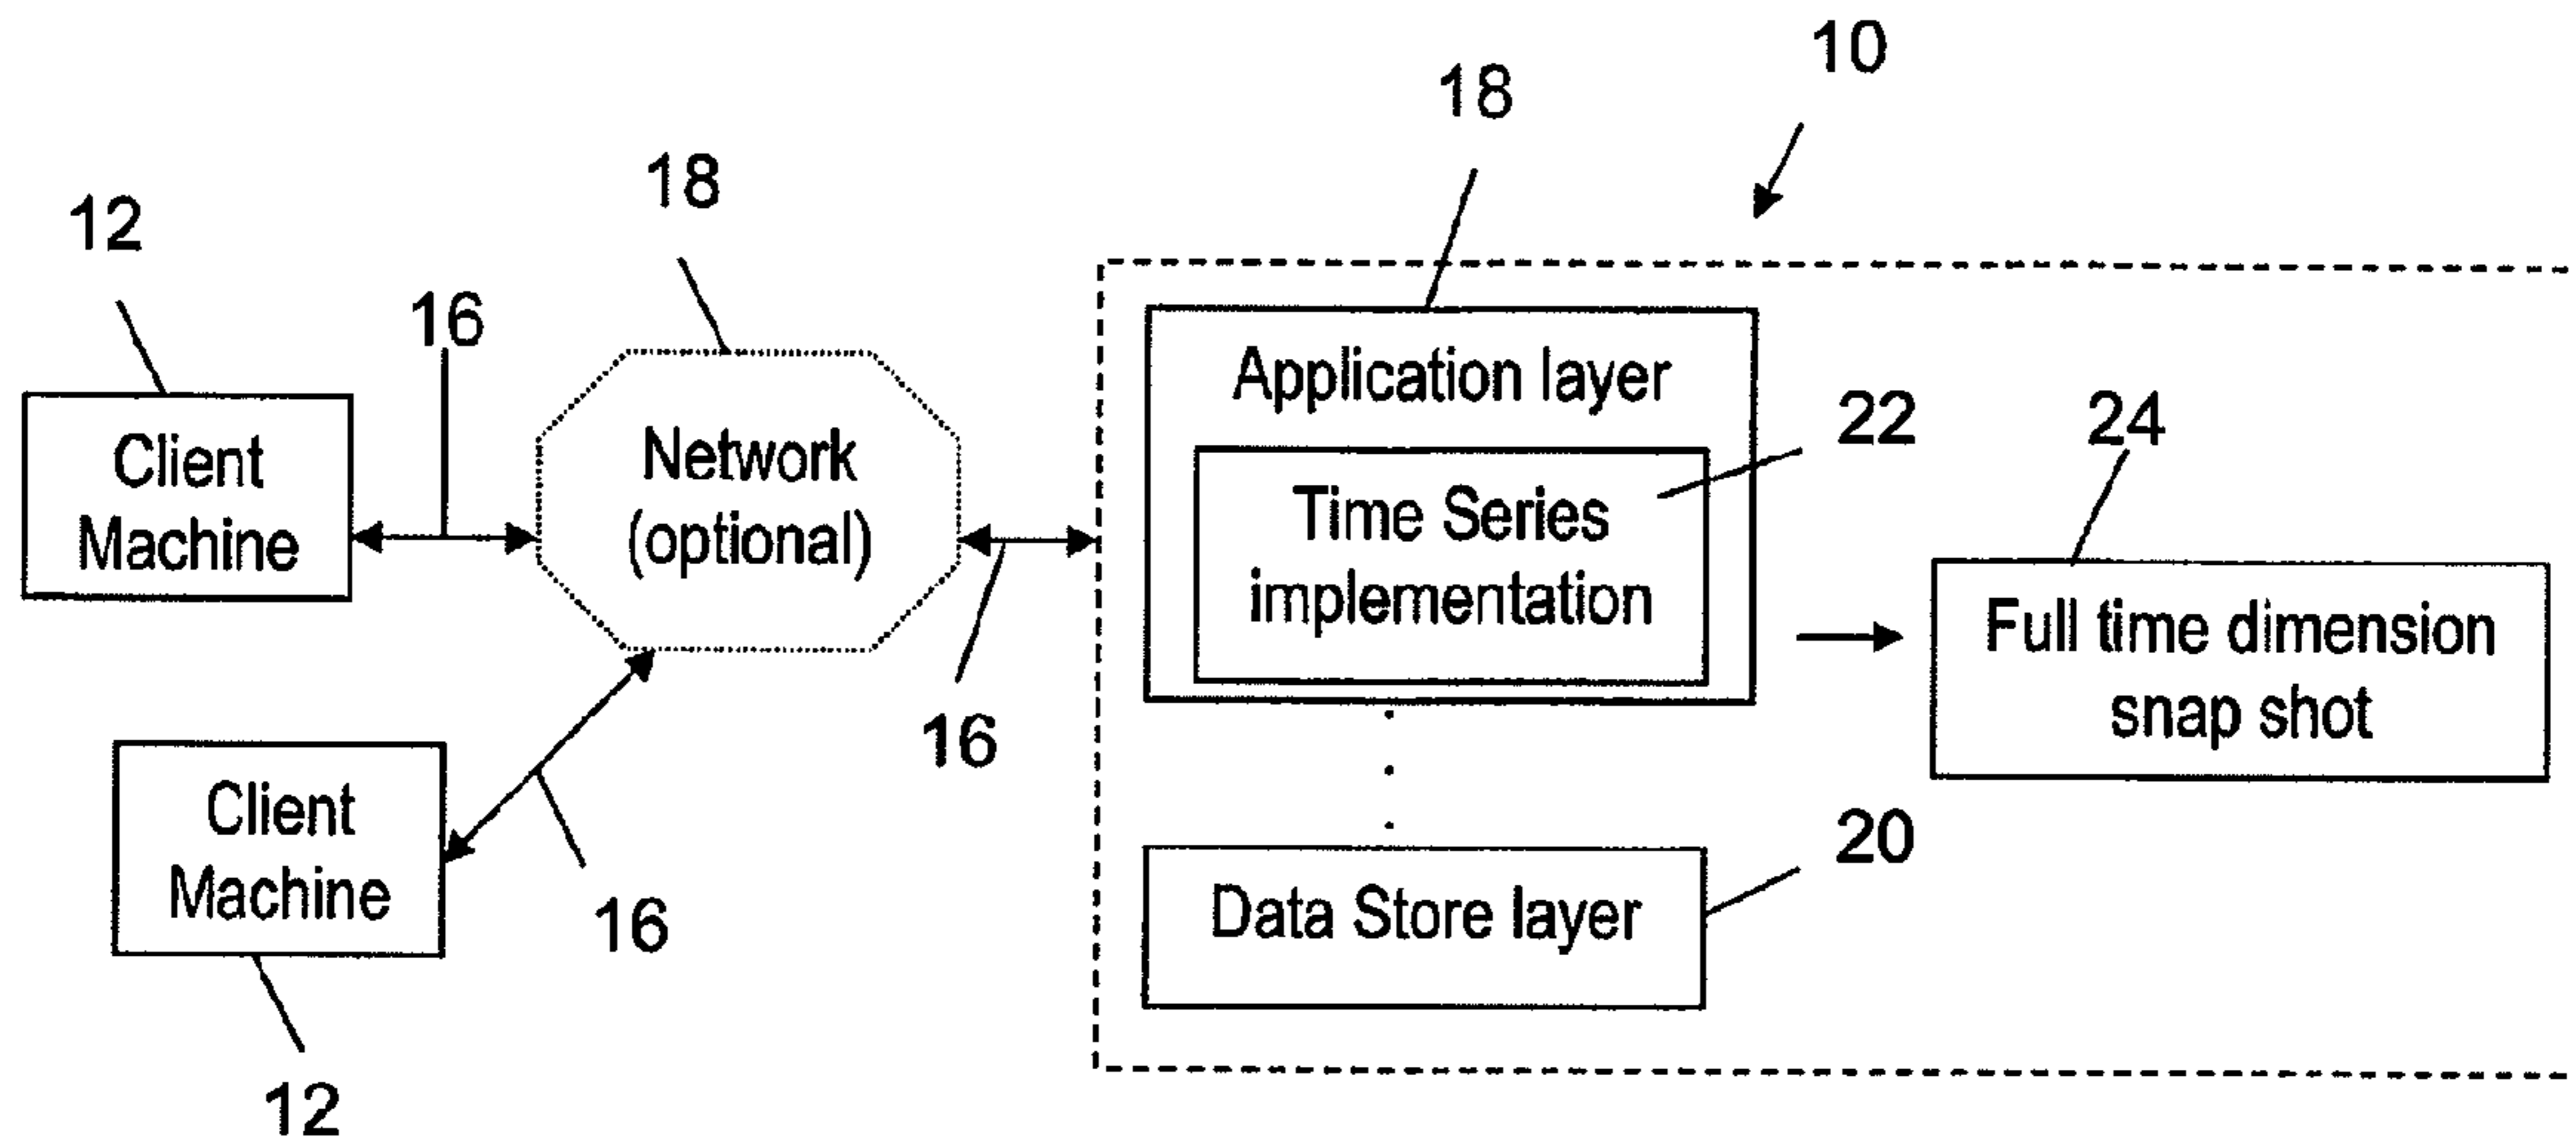 10
18
18
12
16
Application layer
22
24
Client
Machine
Network
(optional)
Time Series
implementation
Full time dimension
snap shot
16
Client
Machine
16
20
Data Store layer
12